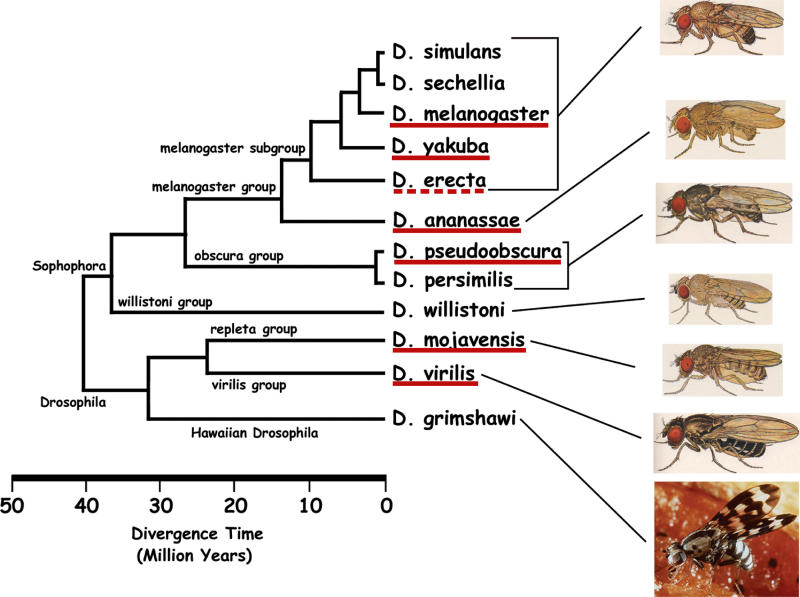 D. simulans
D. sechellia
D. melanogaster
melanogaster subgroup
D. yakuba
D. erecta
melanogaster group
D. ananassae
D. pseudoobscura
obscura group
Sophophora
D. persimilis
willistoni group
D. willistoni
repleta group
D. mojavensis
D. virilis
virilis group
Drosophila
D. grimshawi
Hawaiian Drosophila
50 40 30 20 10 0
Divergence Time
(Million Years)